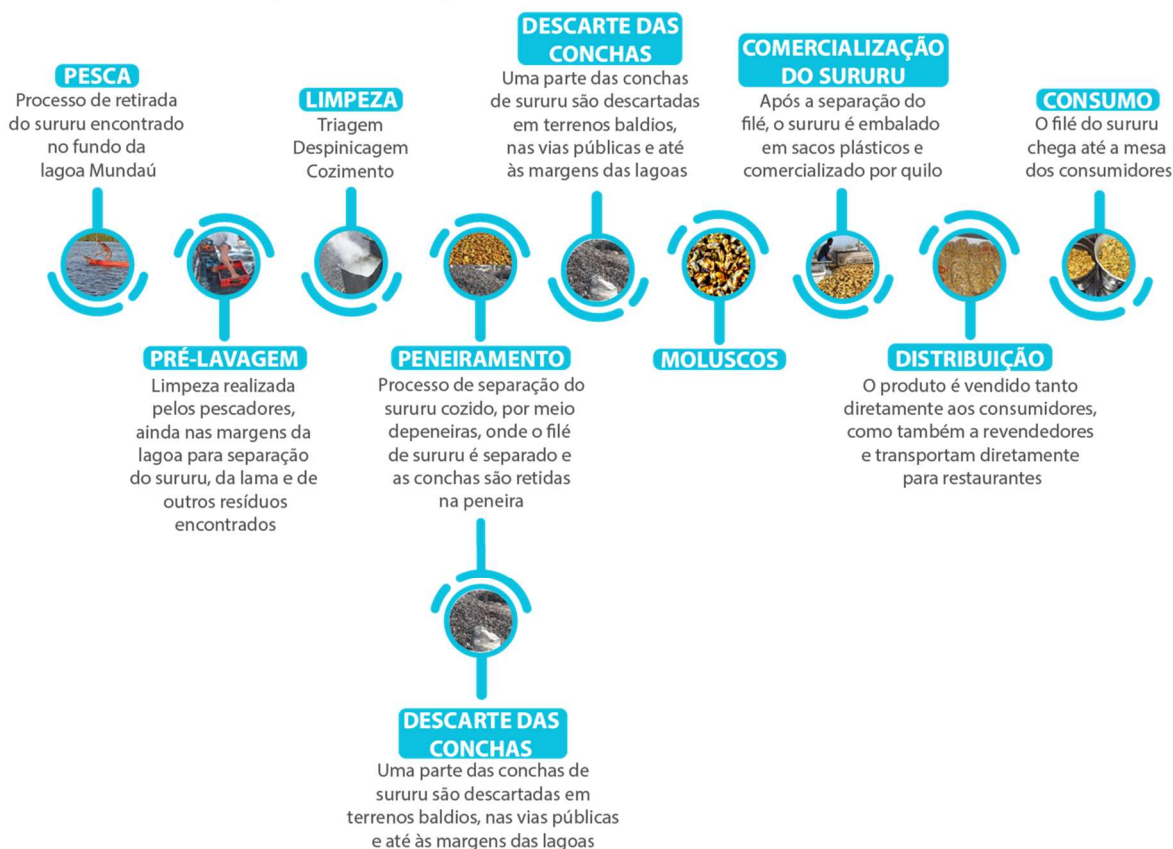 PESCA
Processo de retirada
do sururu encontrado
no fundo da
lagoa Mundaú
PRÉ-LAVAGEM
Limpeza realizada
pelos pescadores,
ainda nas margens da
lagoa para separação
do sururu, da lama e de
outros resíduos
encontrados
LIMPEZA
Triagem
Despinicagem
Cozimento
PENEIRAMENTO
Processo de separação do
sururu cozido, por meio
depeneiras, onde o filé
de sururu é separado e
as conchas são retidas
na peneira
DESCARTE DAS
CONCHAS
Uma parte das conchas de
sururu são descartadas em
terrenos baldios, nas vias públicas
e até às margens das lagoas
DESCARTE DAS
CONCHAS
Uma parte das conchas
de sururu são descartadas
em terrenos baldios,
nas vias públicas e até
às margens das lagoas
MOLUSCOS
COMERCIALIZAÇÃO
DO SURURU
Após a separação do
filé, o sururu é embalado
em sacos plásticos e
comercializado por quilo
DISTRIBUIÇÃO
O produto é vendido tanto
diretamente aos consumidores,
como também a revendedores
e transportam diretamente
para restaurantes
CONSUMO
O filé do sururu
chega até a mesa
dos consumidores